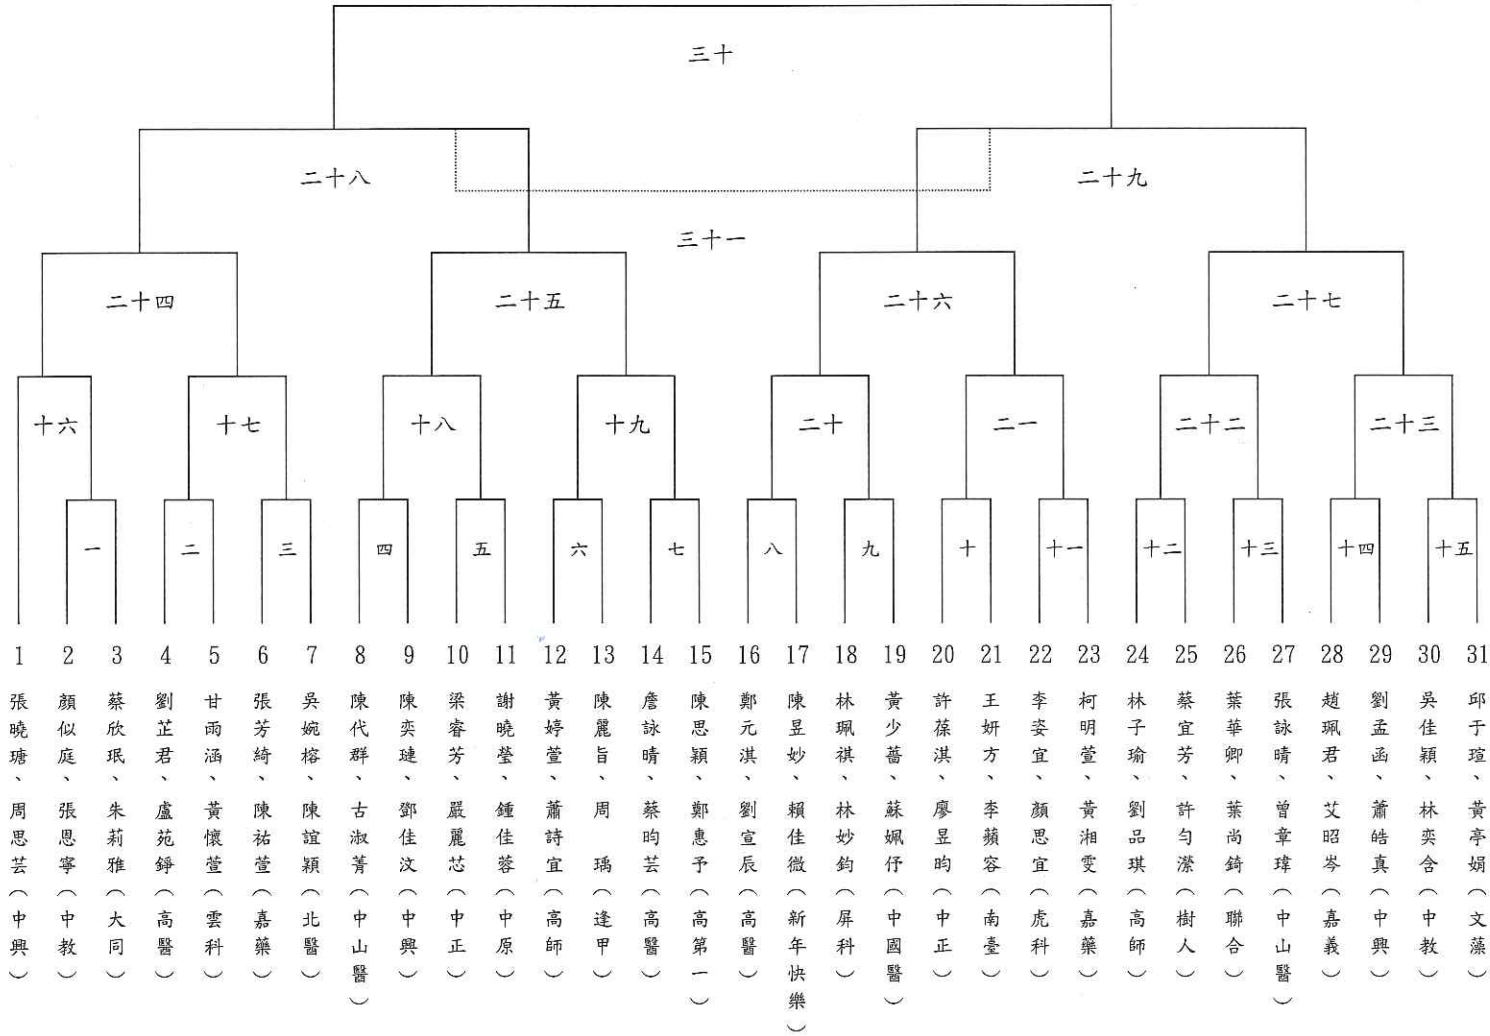 三十
二十八
二十九
三十一
二十四
二十五
二十六
二十七
十六
十七
十八
十九
二十
二一
二十二
二十三
一
二
三
四
五
六
七
八
九
十
十一
十二
十三
十四
十五
1 2 3 4 5 6 7 8 9 10 11 12 13 14 15 16 17 18 19 20 21 22 23 24 25 26 27 28 29 30 31
張曉瑭、周思芸(中興)
顏似庭、張恩寧(中教)
蔡欣珉、朱莉雅(大同)
劉芷君、盧苑錚(高醫)
甘雨涵、黃懷萱(雲科)
張芳綺、陳祐萱(嘉藥)
吳婉榕、陳誼穎(北醫)
陳代群、古淑菁(中山醫)
陳奕璉、鄧佳汶(中興)
梁睿芳、嚴麗芯(中正)
謝曉瑩、鍾佳蓉(中原)
黃婷萱、蕭詩宜(高師)
陳麗旨、周瑀(逢甲)
詹詠晴、蔡昀芸(高醫)
陳思穎、鄭惠予(高第一)
鄭元淇、劉宣辰(高醫)
陳昱妙、賴佳微(新年快樂)
林珮祺、林妙鈞(屏科)
黃少薔、蘇姵伃(中國醫)
許葆淇、廖昱昀(中正)
王妍方、李蘋容(南臺)
李姿宜、顏思宜(虎科)
柯明萱、黃湘雯(嘉藥)
林子瑜、劉品琪(高師)
蔡宜芳、許勻瀠(樹人)
葉華卿、葉尚錡(聯合)
張詠晴、曾章瑋(中山醫)
趙珮君、艾昭岑(嘉義)
劉孟函、蕭皓真(中興)
吳佳穎、林奕含(中教)
邱于瑄、黃亭娟(文藻)